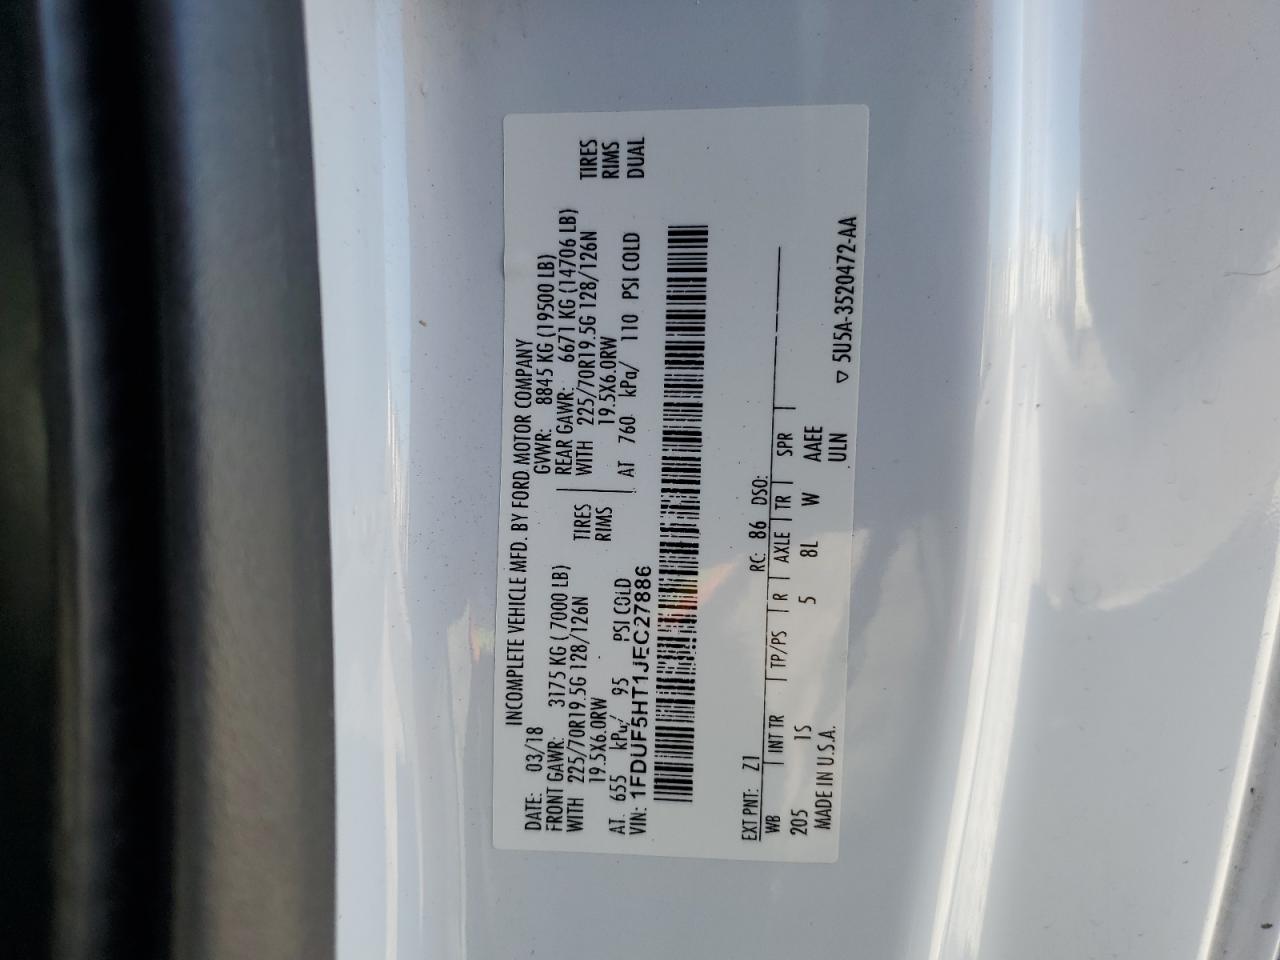 INCOMPLETE VEHICLE MFD. BY FORD MOTOR COMPANY
DATE: 03/18 GVWR: 8845 KG (19500 LB)
FRONT GAWR: 3175 KG ( 7000 LB) REAR GAWR: 6671 KG (14706 LB)
WITH 225/70R19.5G 128/126N TIRES WITH 225/70R19.5G 128/126N TIRES
19.5X6.0RW RIMS 19.5X6.0RW RIMS
AT 655 kPa/ 95 PSI COLD AT 760 kPa/ 110 PSI COLD DUAL
VIN: 1FDUF5HT1JEC27886
EXT PNT: Z1 RC: 86 DSO:
WB INT TR TP/PS R AXLE TR SPR
205 1S 5 8L W AAEE
MADE IN U.S.A. ULN
▽ 5U5A-3520472-AA